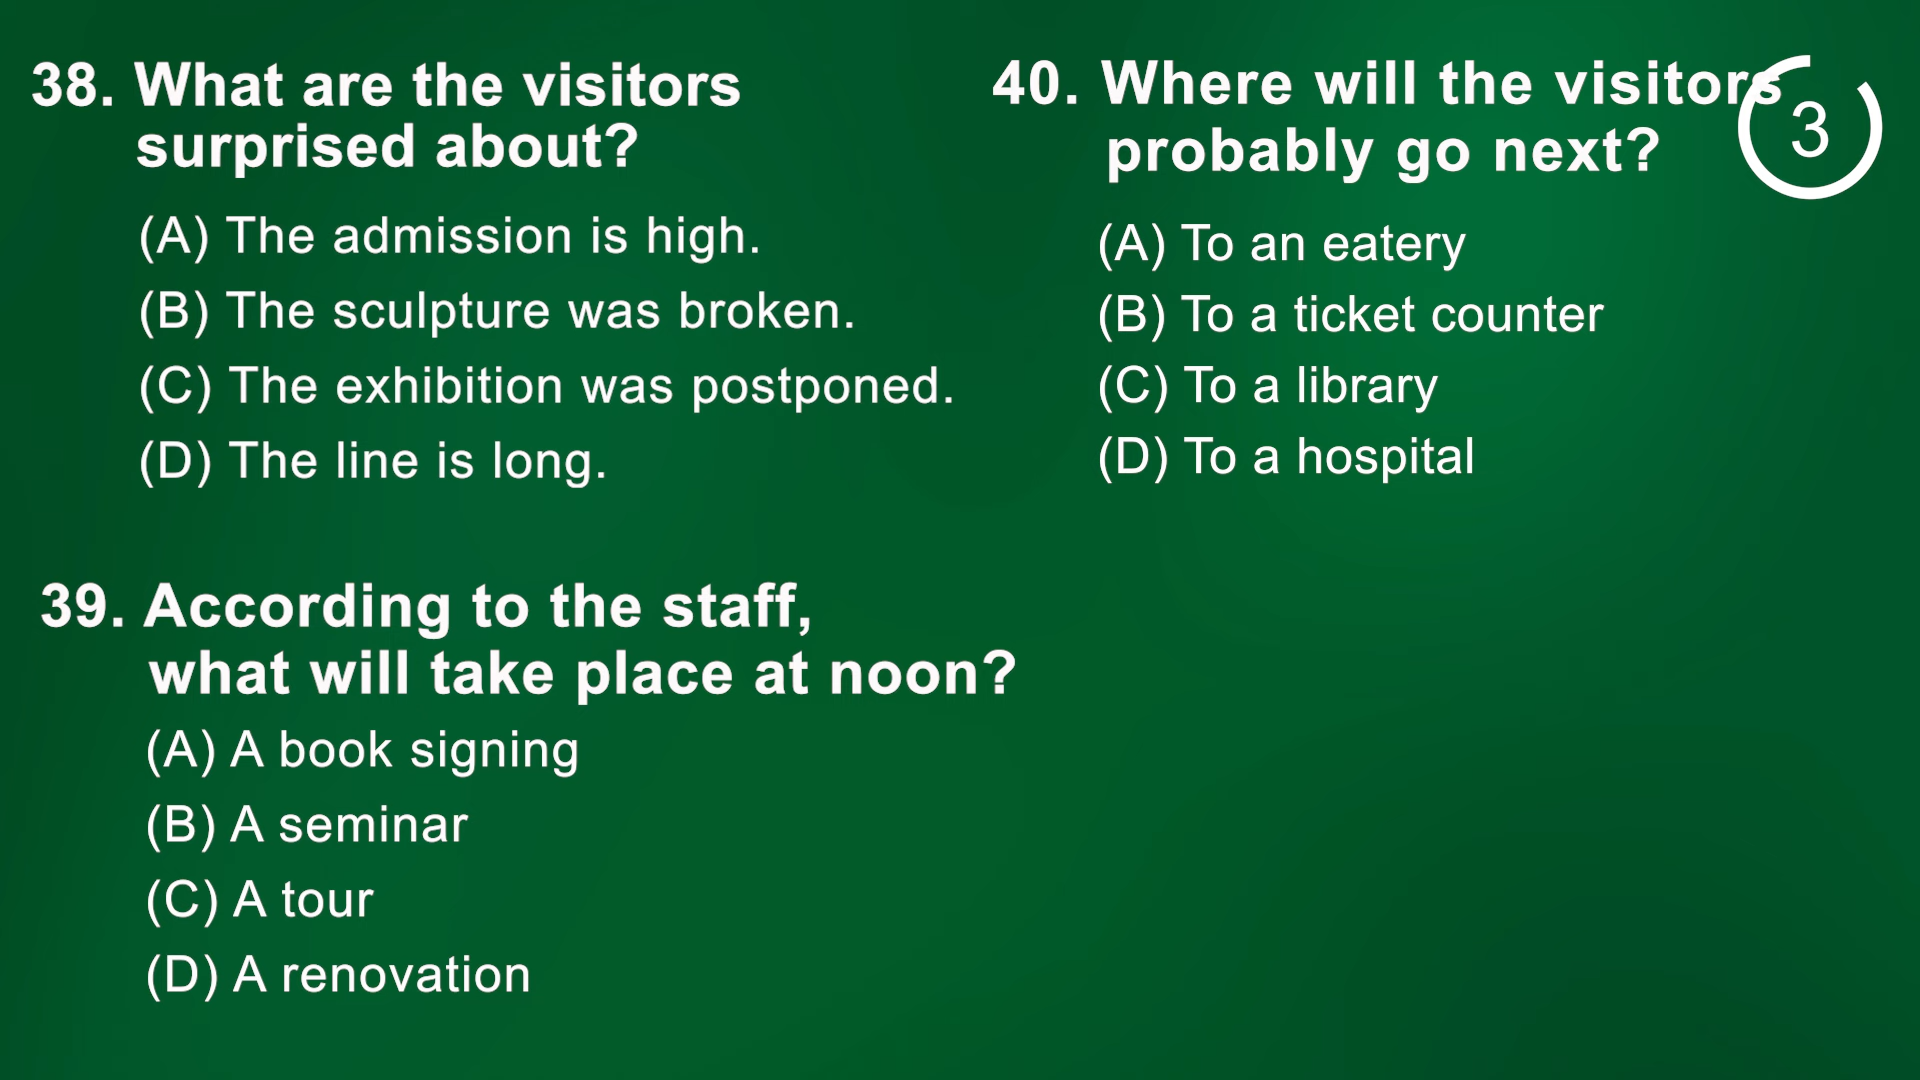 38. What are the visitors
surprised about?
(A) The admission is high.
(B) The sculpture was broken.
(C) The exhibition was postponed.
(D) The line is long.
39. According to the staff,
what will take place at noon?
(A) A book signing
(B) A seminar
(C) A tour
(D) A renovation
40. Where will the visitors
probably go next?
(A) To an eatery
(B) To a ticket counter
(C) To a library
(D) To a hospital
3